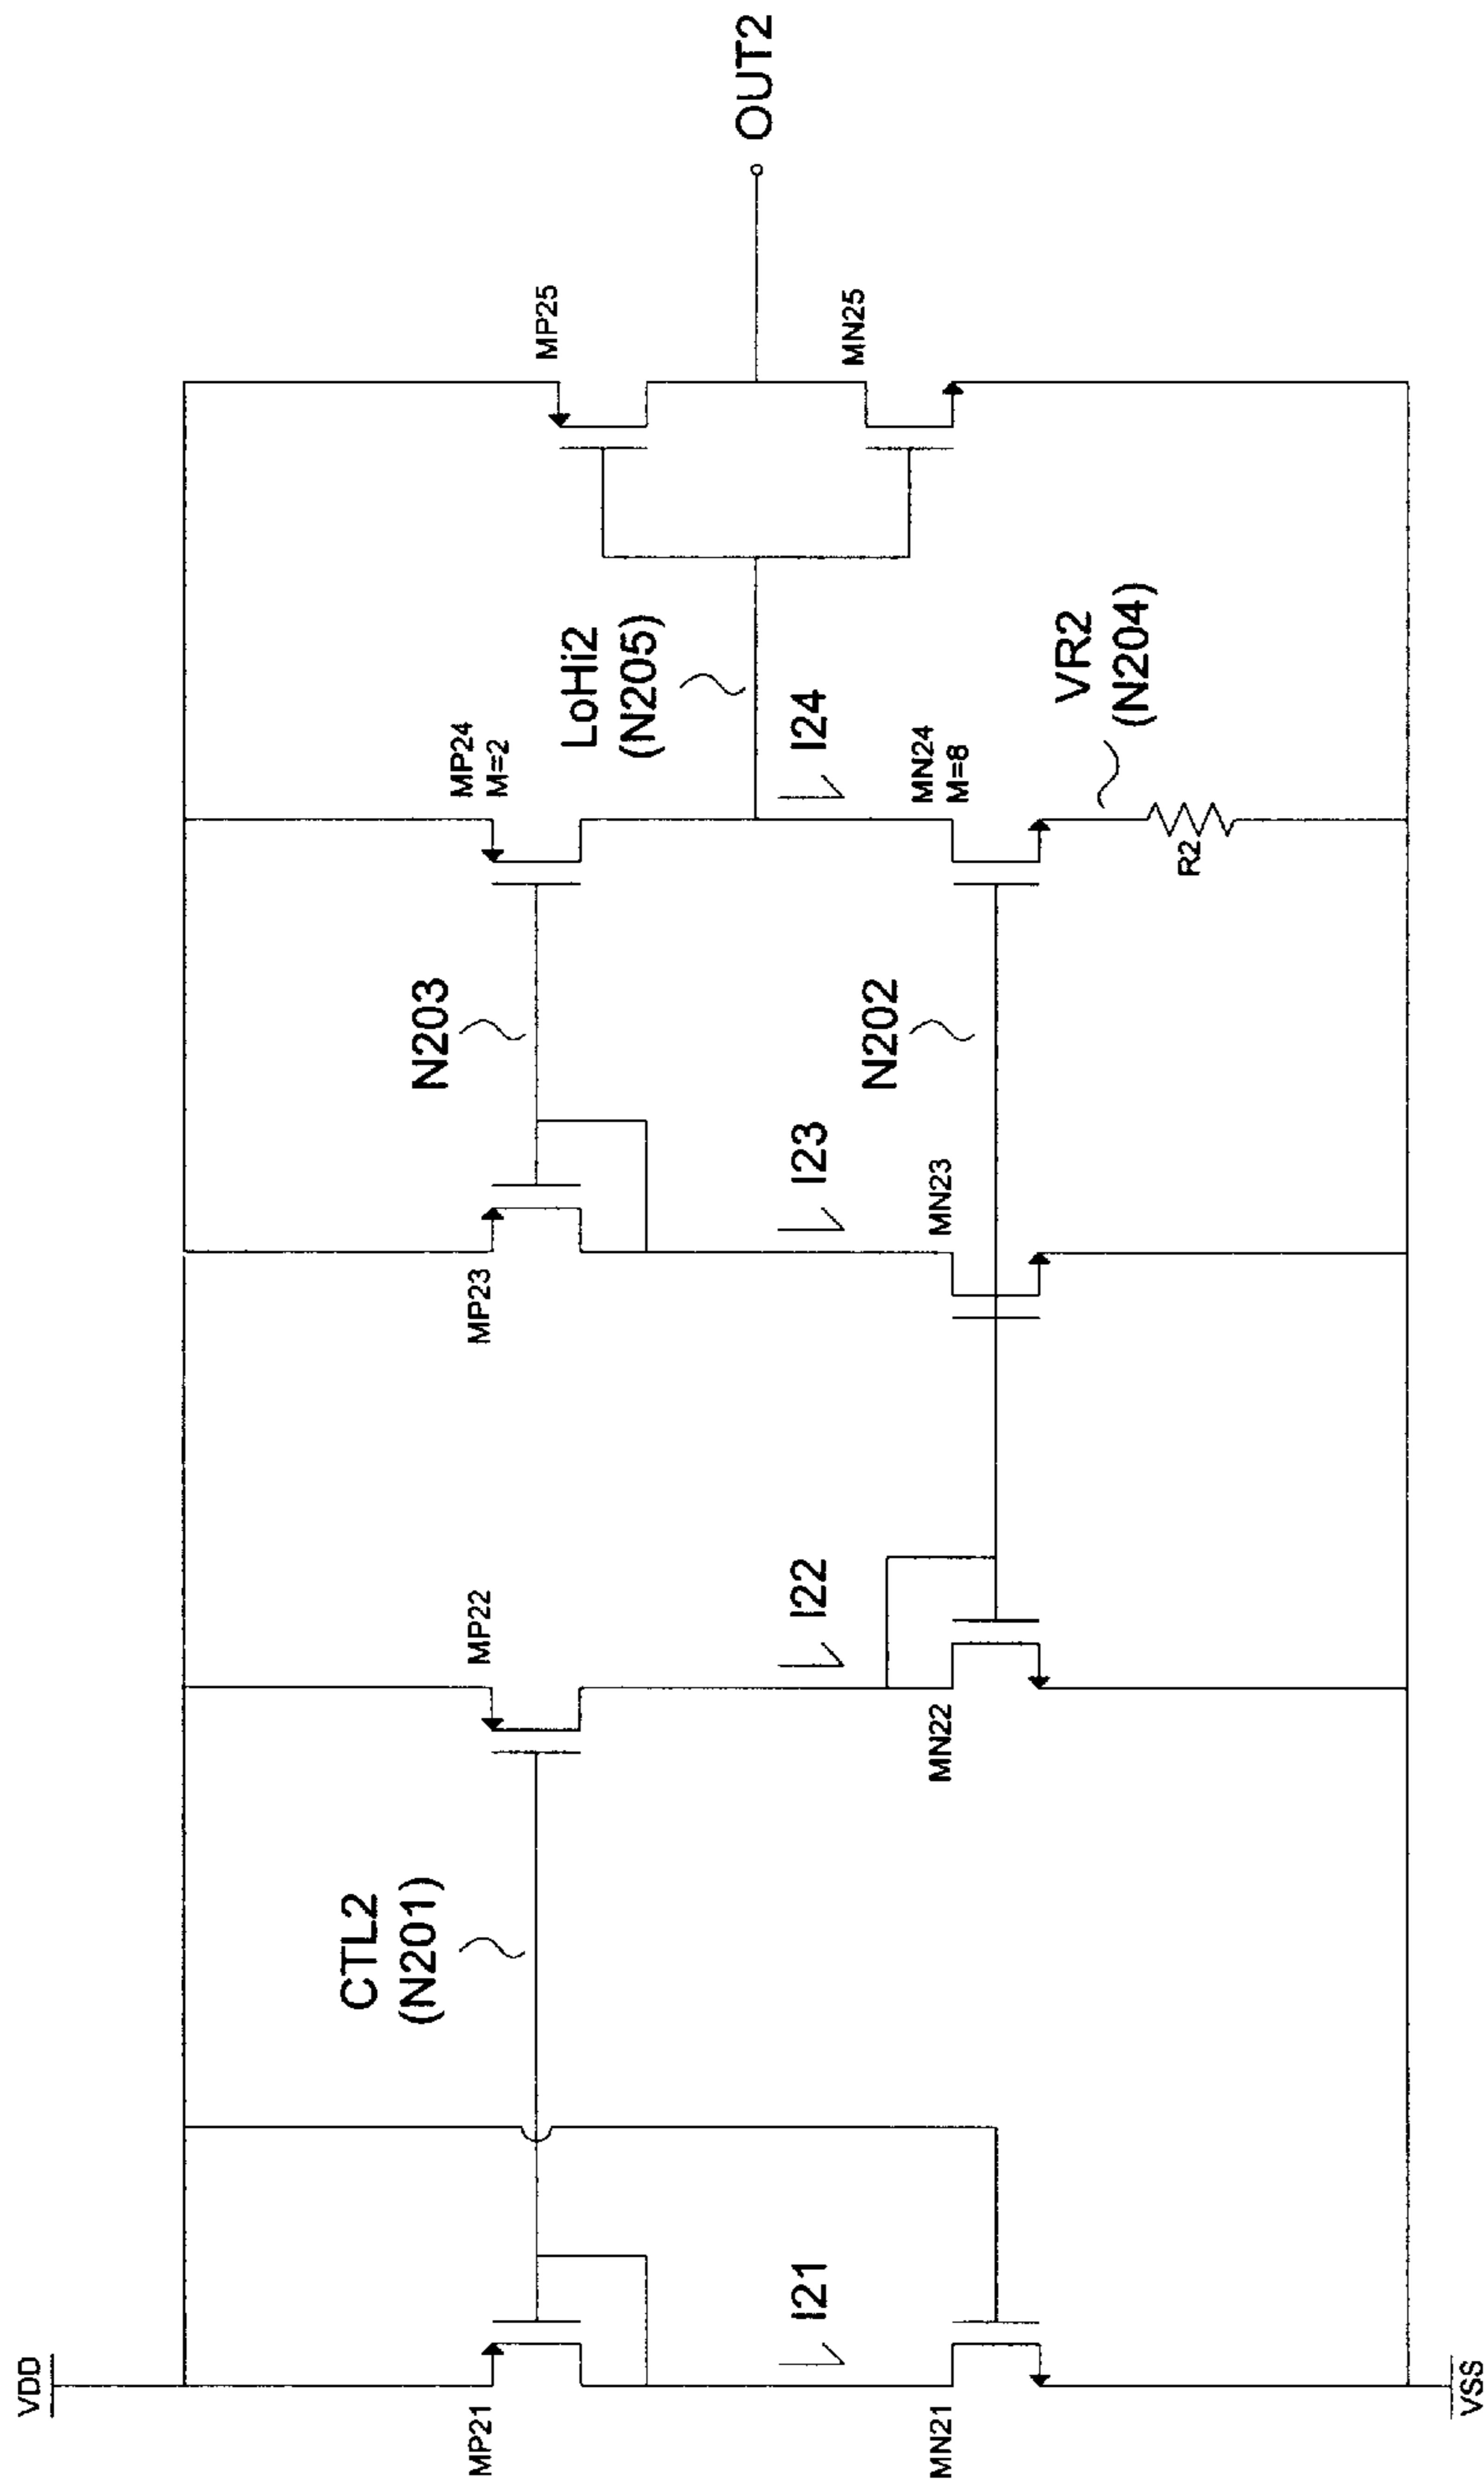 VDD
MP21
MN21
I21
VSS
CTL2
(N201)
MP22
I22
MN22
MP23
N203
I23
MN23
N202
MP24
M=2
LoHi2
(N205)
I24
MN24
M=8
VR2
(N204)
R2
MP25
MN25
OUT2